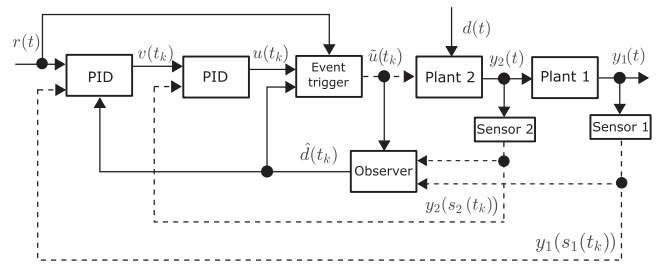 r(t)
d(t)
v(t_k)
u(t_k)
ũ(t_k)
y_2(t)
y_1(t)
PID
PID
Event
trigger
Plant 2
Plant 1
Sensor 2
Sensor 1
d̂(t_k)
Observer
y_2(s_2(t_k))
y_1(s_1(t_k))